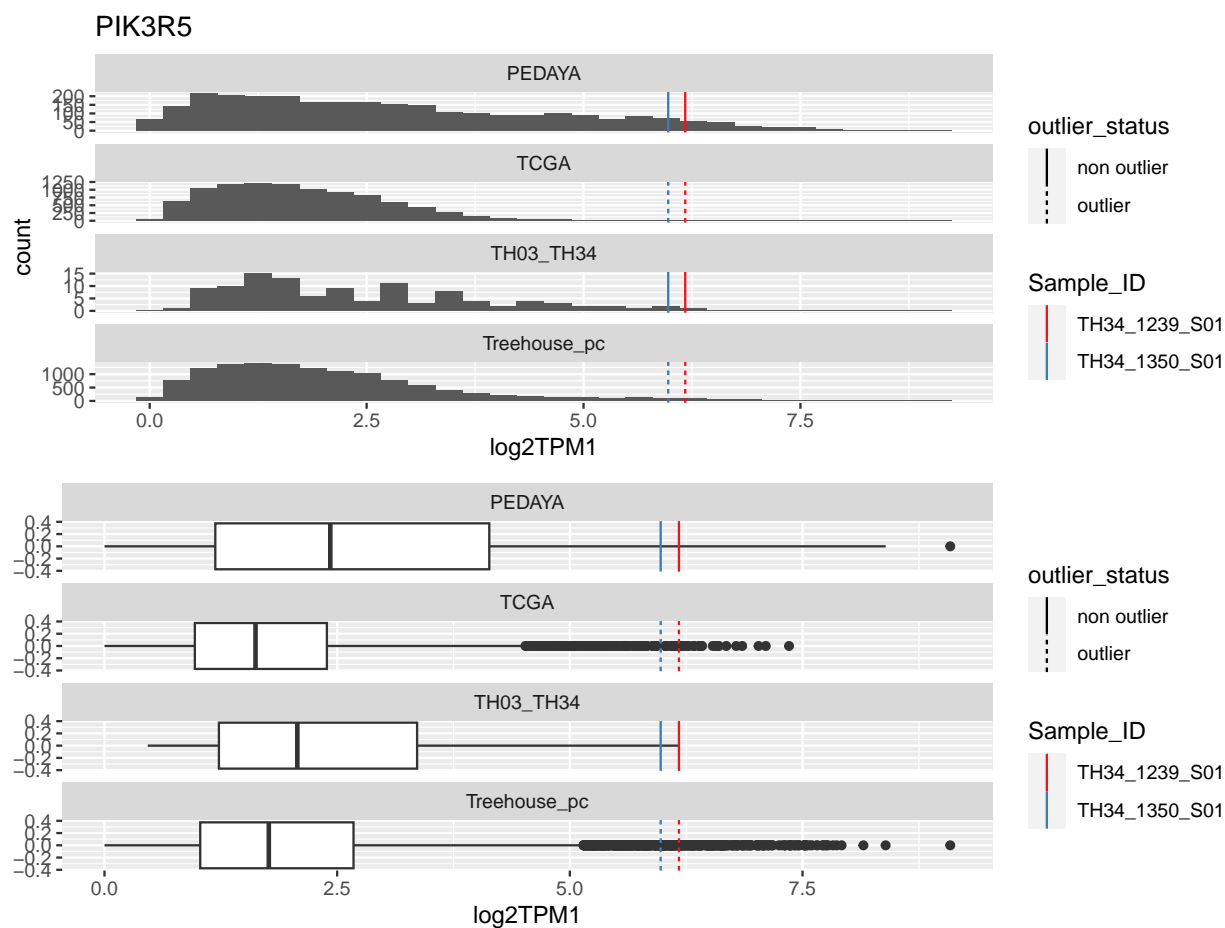 PIK3R5
PEDAYA
200
150
100
50
0
TCGA
1250
1000
750
500
250
0
TH03_TH34
15
10
5
0
Treehouse_pc
1000
500
0
0.0 2.5 5.0 7.5
log2TPM1
count
outlier_status
non outlier
outlier
Sample_ID
TH34_1239_S01
TH34_1350_S01
PEDAYA
0.4
0.2
0.0
−0.2
−0.4
TCGA
0.4
0.2
0.0
−0.2
−0.4
TH03_TH34
0.4
0.2
0.0
−0.2
−0.4
Treehouse_pc
0.4
0.2
0.0
−0.2
−0.4
0.0 2.5 5.0 7.5
log2TPM1
outlier_status
non outlier
outlier
Sample_ID
TH34_1239_S01
TH34_1350_S01